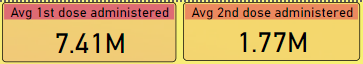 Avg 1st dose administered
7.41M
Avg 2nd dose administered
1.77M